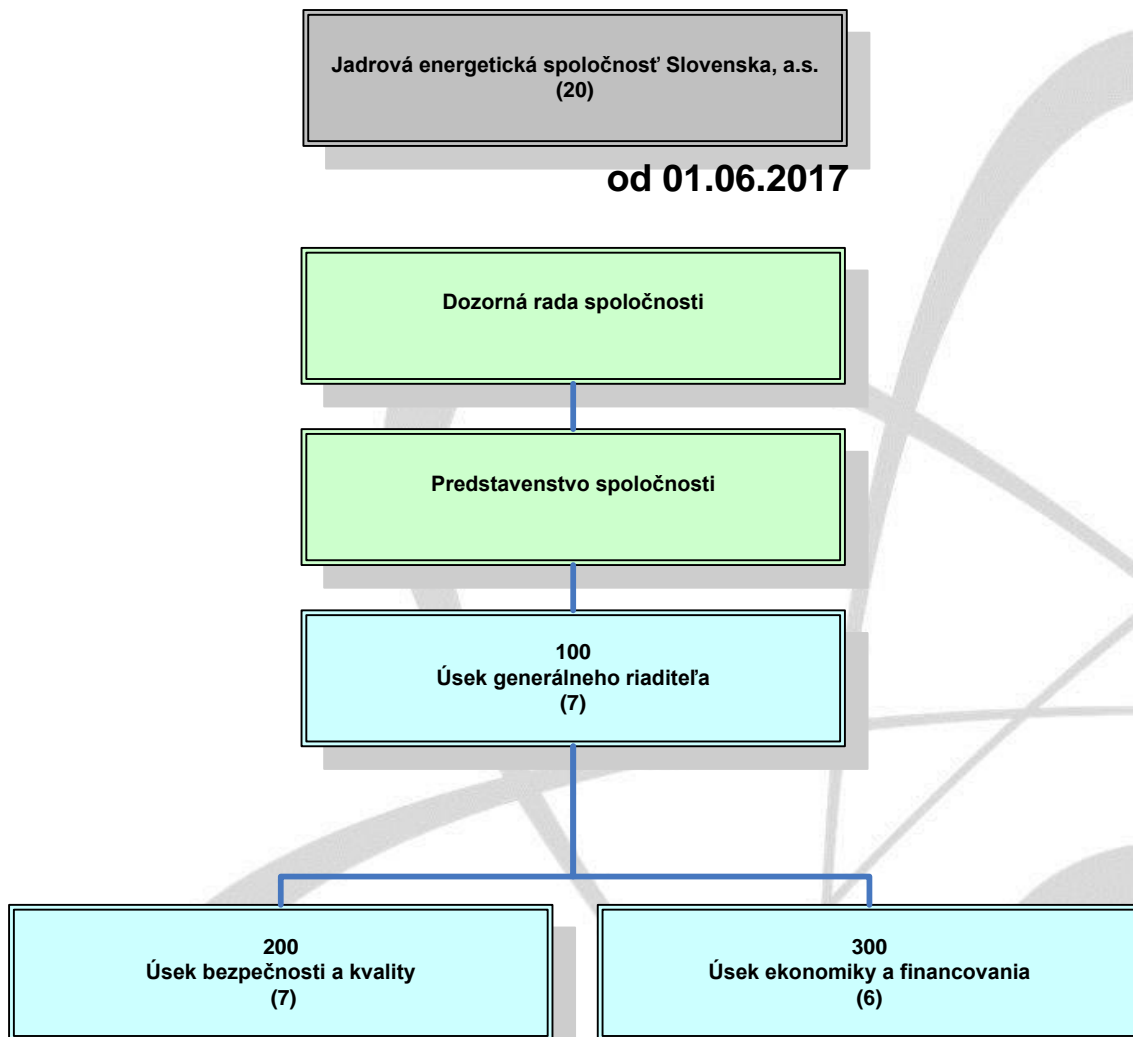 Jadrová energetická spoločnosť Slovenska, a.s.
(20)
od 01.06.2017
Dozorná rada spoločnosti
Predstavenstvo spoločnosti
100
Úsek generálneho riaditeľa
(7)
200
Úsek bezpečnosti a kvality
(7)
300
Úsek ekonomiky a financovania
(6)